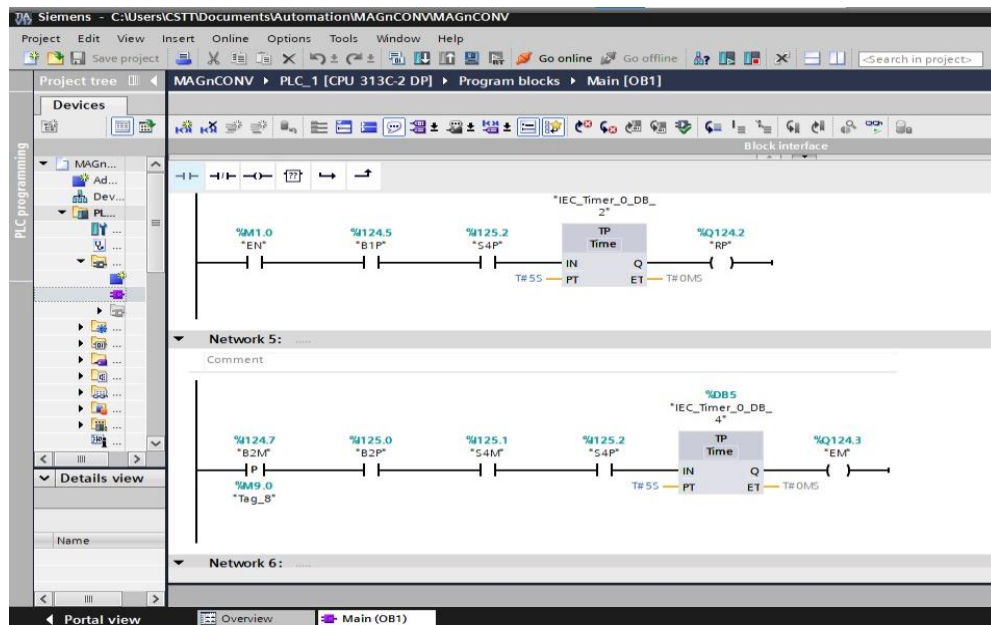 Siemens - C:\Users\CSTT\Documents\Automation\MAGnCONV\MAGnCONV
Project Edit View Insert Online Options Tools Window Help
Save project Go online Go offline <Search in project>
Project tree
MAGnCONV ▸ PLC_1 [CPU 313C-2 DP] ▸ Program blocks ▸ Main [OB1]
Devices
Block interface
PLC programming
MAGn...
Ad...
Dev...
PL...
"IEC_Timer_0_DB_
2"
%M1.0 %I124.5 %I125.2 TP %Q124.2
"EN" "B1P" "S4P" Time "RP"
IN Q
T#5S PT ET T#0MS
Network 5: .....
Comment
%DB5
"IEC_Timer_0_DB_
4"
%I124.7 %I125.0 %I125.1 %I125.2 TP %Q124.3
"B2M" "B2P" "S4M" "S4P" Time "EM"
P IN Q
%M9.0 T#5S PT ET T#0MS
"Tag_8"
Details view
Name
Network 6: .....
Portal view Overview Main (OB1)